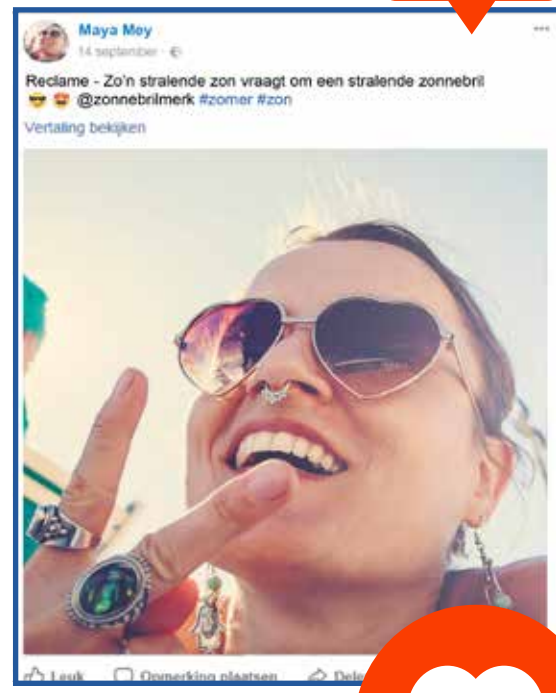 Maya Moy
14 september
Reclame - Zo'n stralende zon vraagt om een stralende zonnebril
@zonnebrilmerk #zomer #zon
Vertaling bekijken
Leuk Opmerking plaatsen